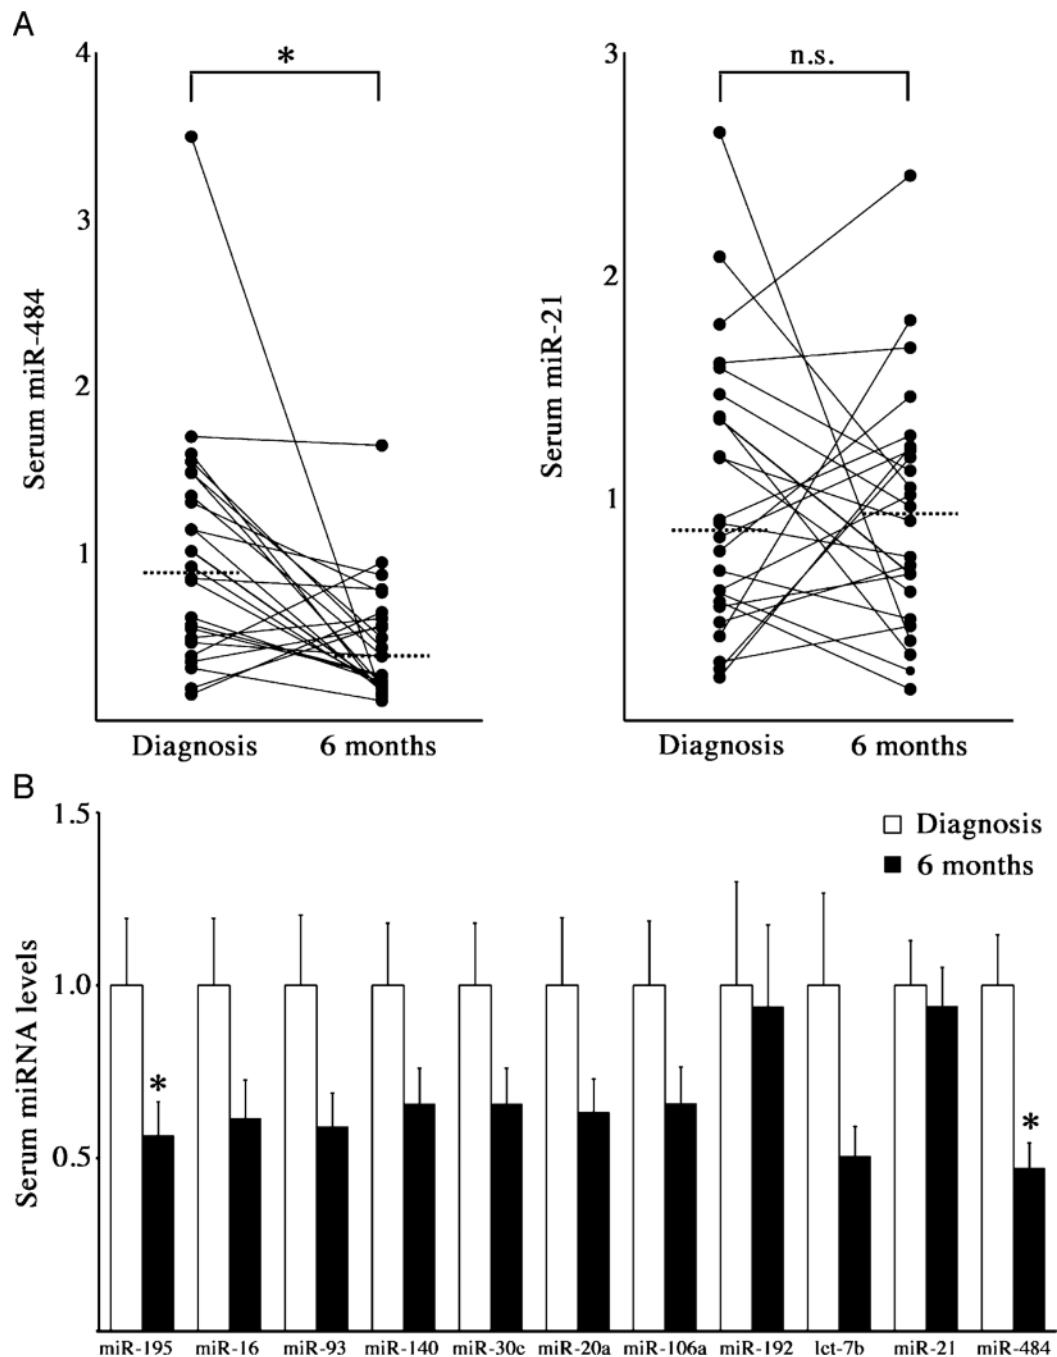 A
4
*
3
2
1
Serum miR-484
Diagnosis
6 months
3
n.s.
2
1
Serum miR-21
Diagnosis
6 months
B
1.5
1.0
0.5
Serum miRNA levels
Diagnosis
6 months
*
*
miR-195 miR-16 miR-93 miR-140 miR-30c miR-20a miR-106a miR-192 let-7b miR-21 miR-484